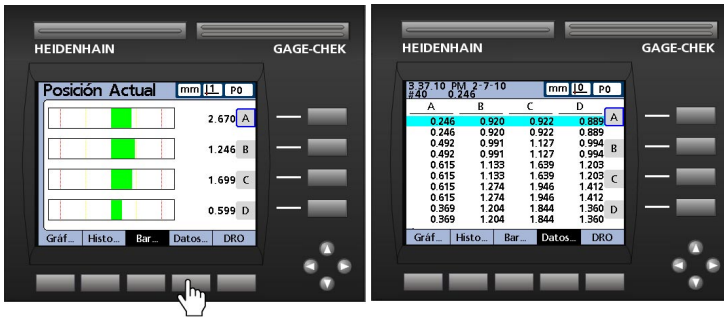 HEIDENHAIN GAGE-CHEK
Posición Actual mm 1 P0
2.670 A
1.246 B
1.699 C
0.599 D
Gráf... Histo... Bar... Datos... DRO
HEIDENHAIN GAGE-CHEK
3.37.10 PM 2-7-10 mm 0 P0
#40 0.246
A B C D
0.246 0.920 0.922 0.889 A
0.246 0.920 0.922 0.889
0.492 0.991 1.127 0.994 B
0.492 0.991 1.127 0.994
0.615 1.133 1.639 1.203
0.615 1.133 1.639 1.203 C
0.615 1.274 1.946 1.412
0.615 1.274 1.946 1.412
0.369 1.204 1.844 1.360 D
0.369 1.204 1.844 1.360
Gráf... Histo... Bar... Datos... DRO